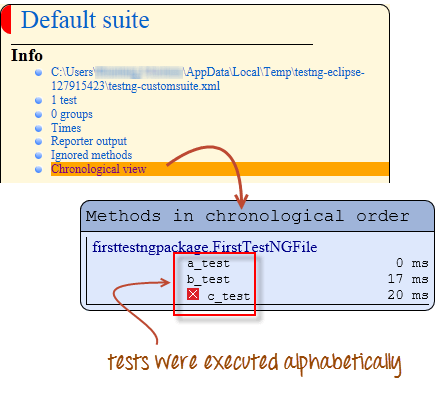 Default suite
Info
C:\Users\ \AppData\Local\Temp\testng-eclipse-
127915423\testng-customsuite.xml
1 test
0 groups
Times
Reporter output
Ignored methods
Chronological view
Methods in chronological order
firsttestngpackage.FirstTestNGFile
a_test 0 ms
b_test 17 ms
c_test 20 ms
tests were executed alphabetically